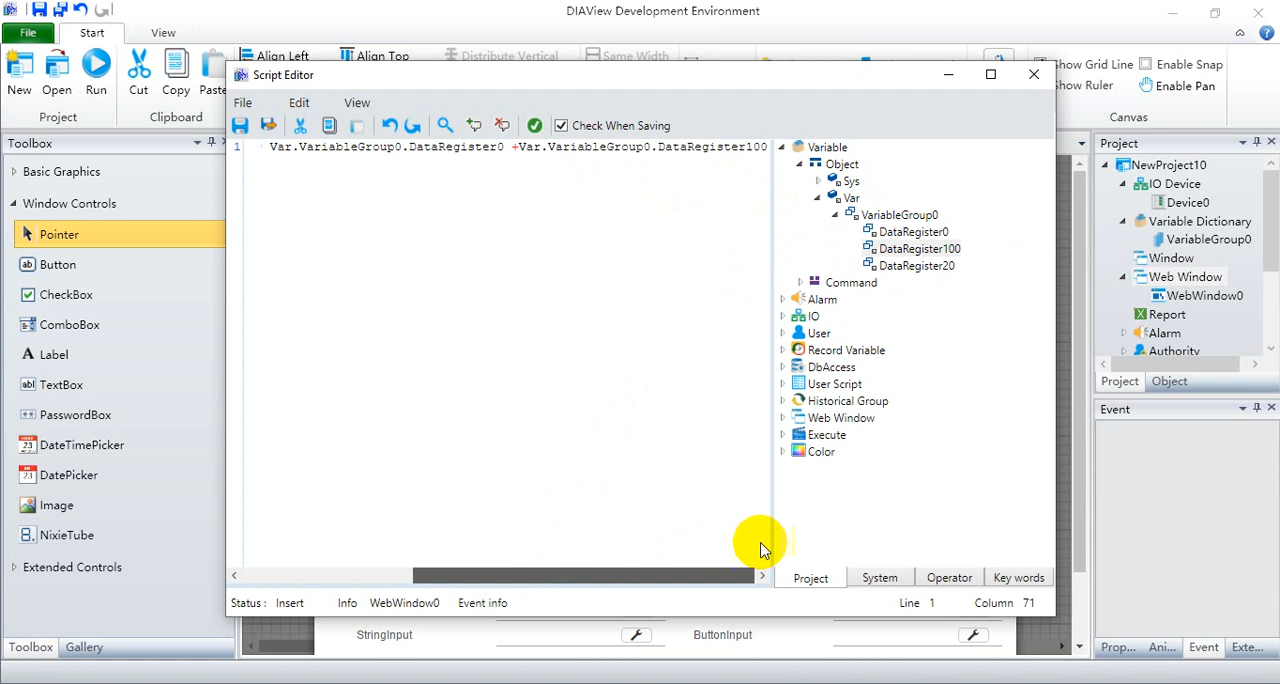 DIAView Development Environment
File
Start
View
New
Open
Run
Cut
Copy
Paste
Align Left
Align Top
Distribute Vertical
Same Width
Show Grid Line
Enable Snap
Show Ruler
Enable Pan
Project
Clipboard
Canvas
Toolbox
Basic Graphics
Window Controls
Pointer
Button
CheckBox
ComboBox
Label
TextBox
PasswordBox
DateTimePicker
DatePicker
Image
NixieTube
Extended Controls
Toolbox
Gallery
Script Editor
File
Edit
View
Check When Saving
1
Var.VariableGroup0.DataRegister0 +Var.VariableGroup0.DataRegister100
Variable
Object
Sys
Var
VariableGroup0
DataRegister0
DataRegister100
DataRegister20
Command
Alarm
IO
User
Record Variable
DbAccess
User Script
Historical Group
Web Window
Execute
Color
Project
System
Operator
Key words
Status : Insert
Info
WebWindow0
Event info
Line 1
Column 71
StringInput
ButtonInput
Project
NewProject10
IO Device
Device0
Variable Dictionary
VariableGroup0
Window
Web Window
WebWindow0
Report
Alarm
Authority
Project
Object
Event
Prop...
Ani...
Event
Exte...